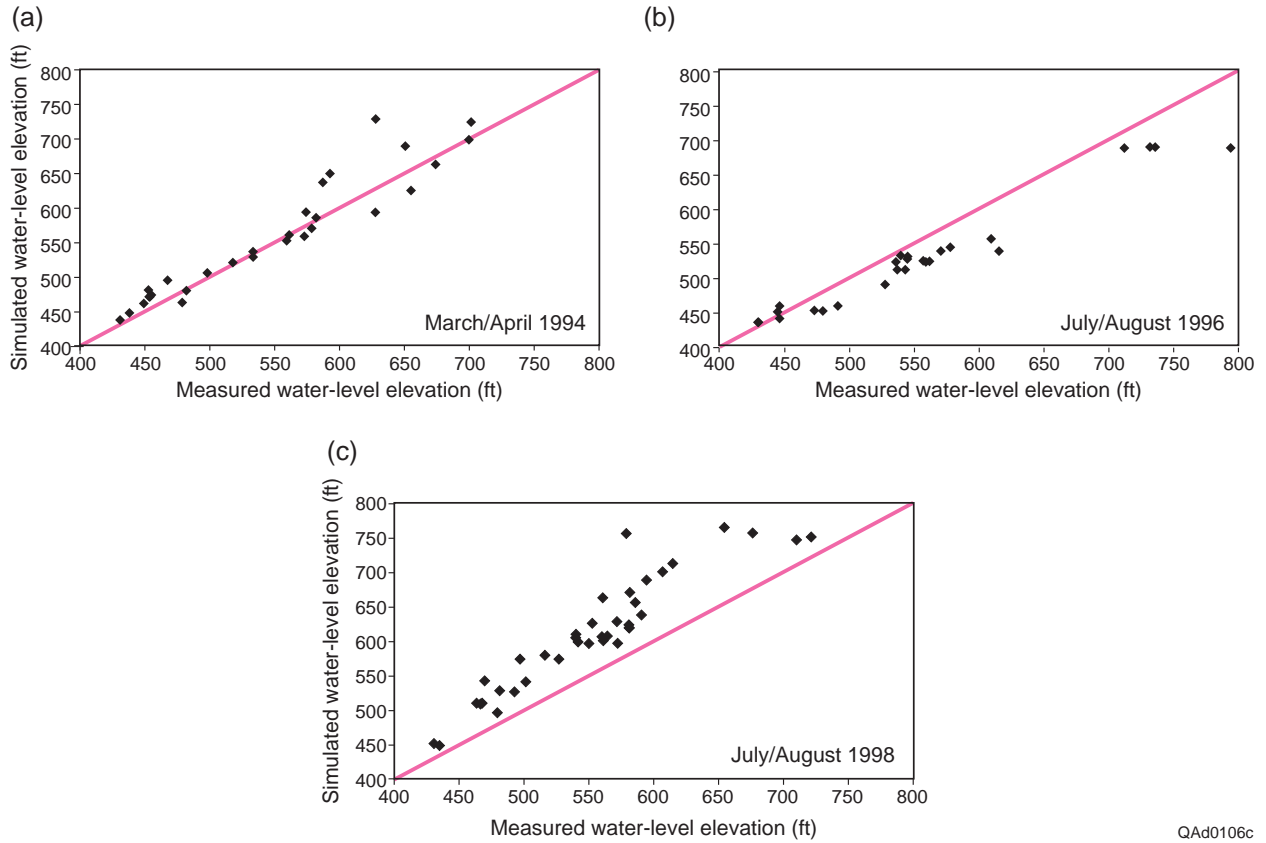 (a)
Simulated water-level elevation (ft)
800
750
700
650
600
550
500
450
400
400 450 500 550 600 650 700 750 800
March/April 1994
Measured water-level elevation (ft)
(b)
800
750
700
650
600
550
500
450
400
400 450 500 550 600 650 700 750 800
July/August 1996
Measured water-level elevation (ft)
(c)
Simulated water-level elevation (ft)
800
750
700
650
600
550
500
450
400
400 450 500 550 600 650 700 750 800
July/August 1998
Measured water-level elevation (ft)
QAd0106c